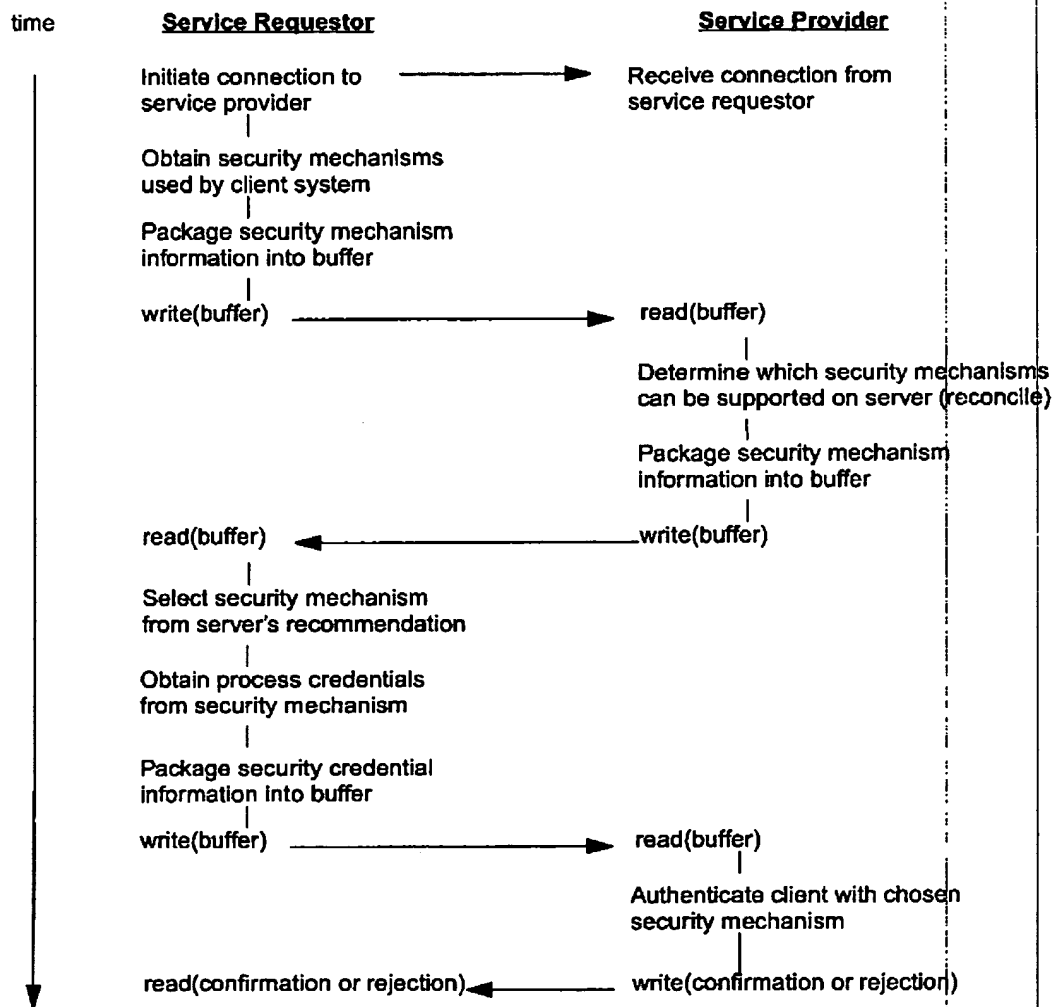 time
Service Requestor
Service Provider
Initiate connection to
service provider
Receive connection from
service requestor
Obtain security mechanisms
used by client system
Package security mechanism
information into buffer
write(buffer)
read(buffer)
Determine which security mechanisms
can be supported on server (reconcile)
Package security mechanism
information into buffer
write(buffer)
read(buffer)
Select security mechanism
from server's recommendation
Obtain process credentials
from security mechanism
Package security credential
information into buffer
write(buffer)
read(buffer)
Authenticate client with chosen
security mechanism
write(confirmation or rejection)
read(confirmation or rejection)